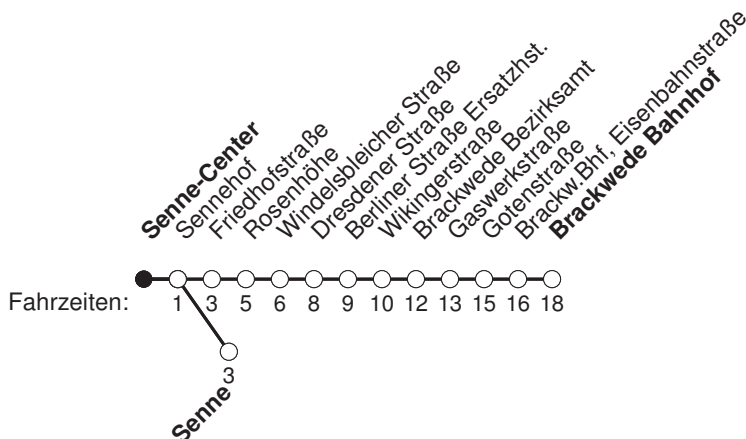 Senne-Center
Sennehof
Friedhofstraße
Rosenhöhe
Windelsbleicher Straße
Dresdener Straße
Berliner Straße Ersatzhst.
Wikingerstraße
Brackwede Bezirksamt
Gaswerkstraße
Gotenstraße
Brackw.Bhf, Eisenbahnstraße
Brackwede Bahnhof
Fahrzeiten: 1 3 5 6 8 9 10 12 13 15 16 18
3
Senne